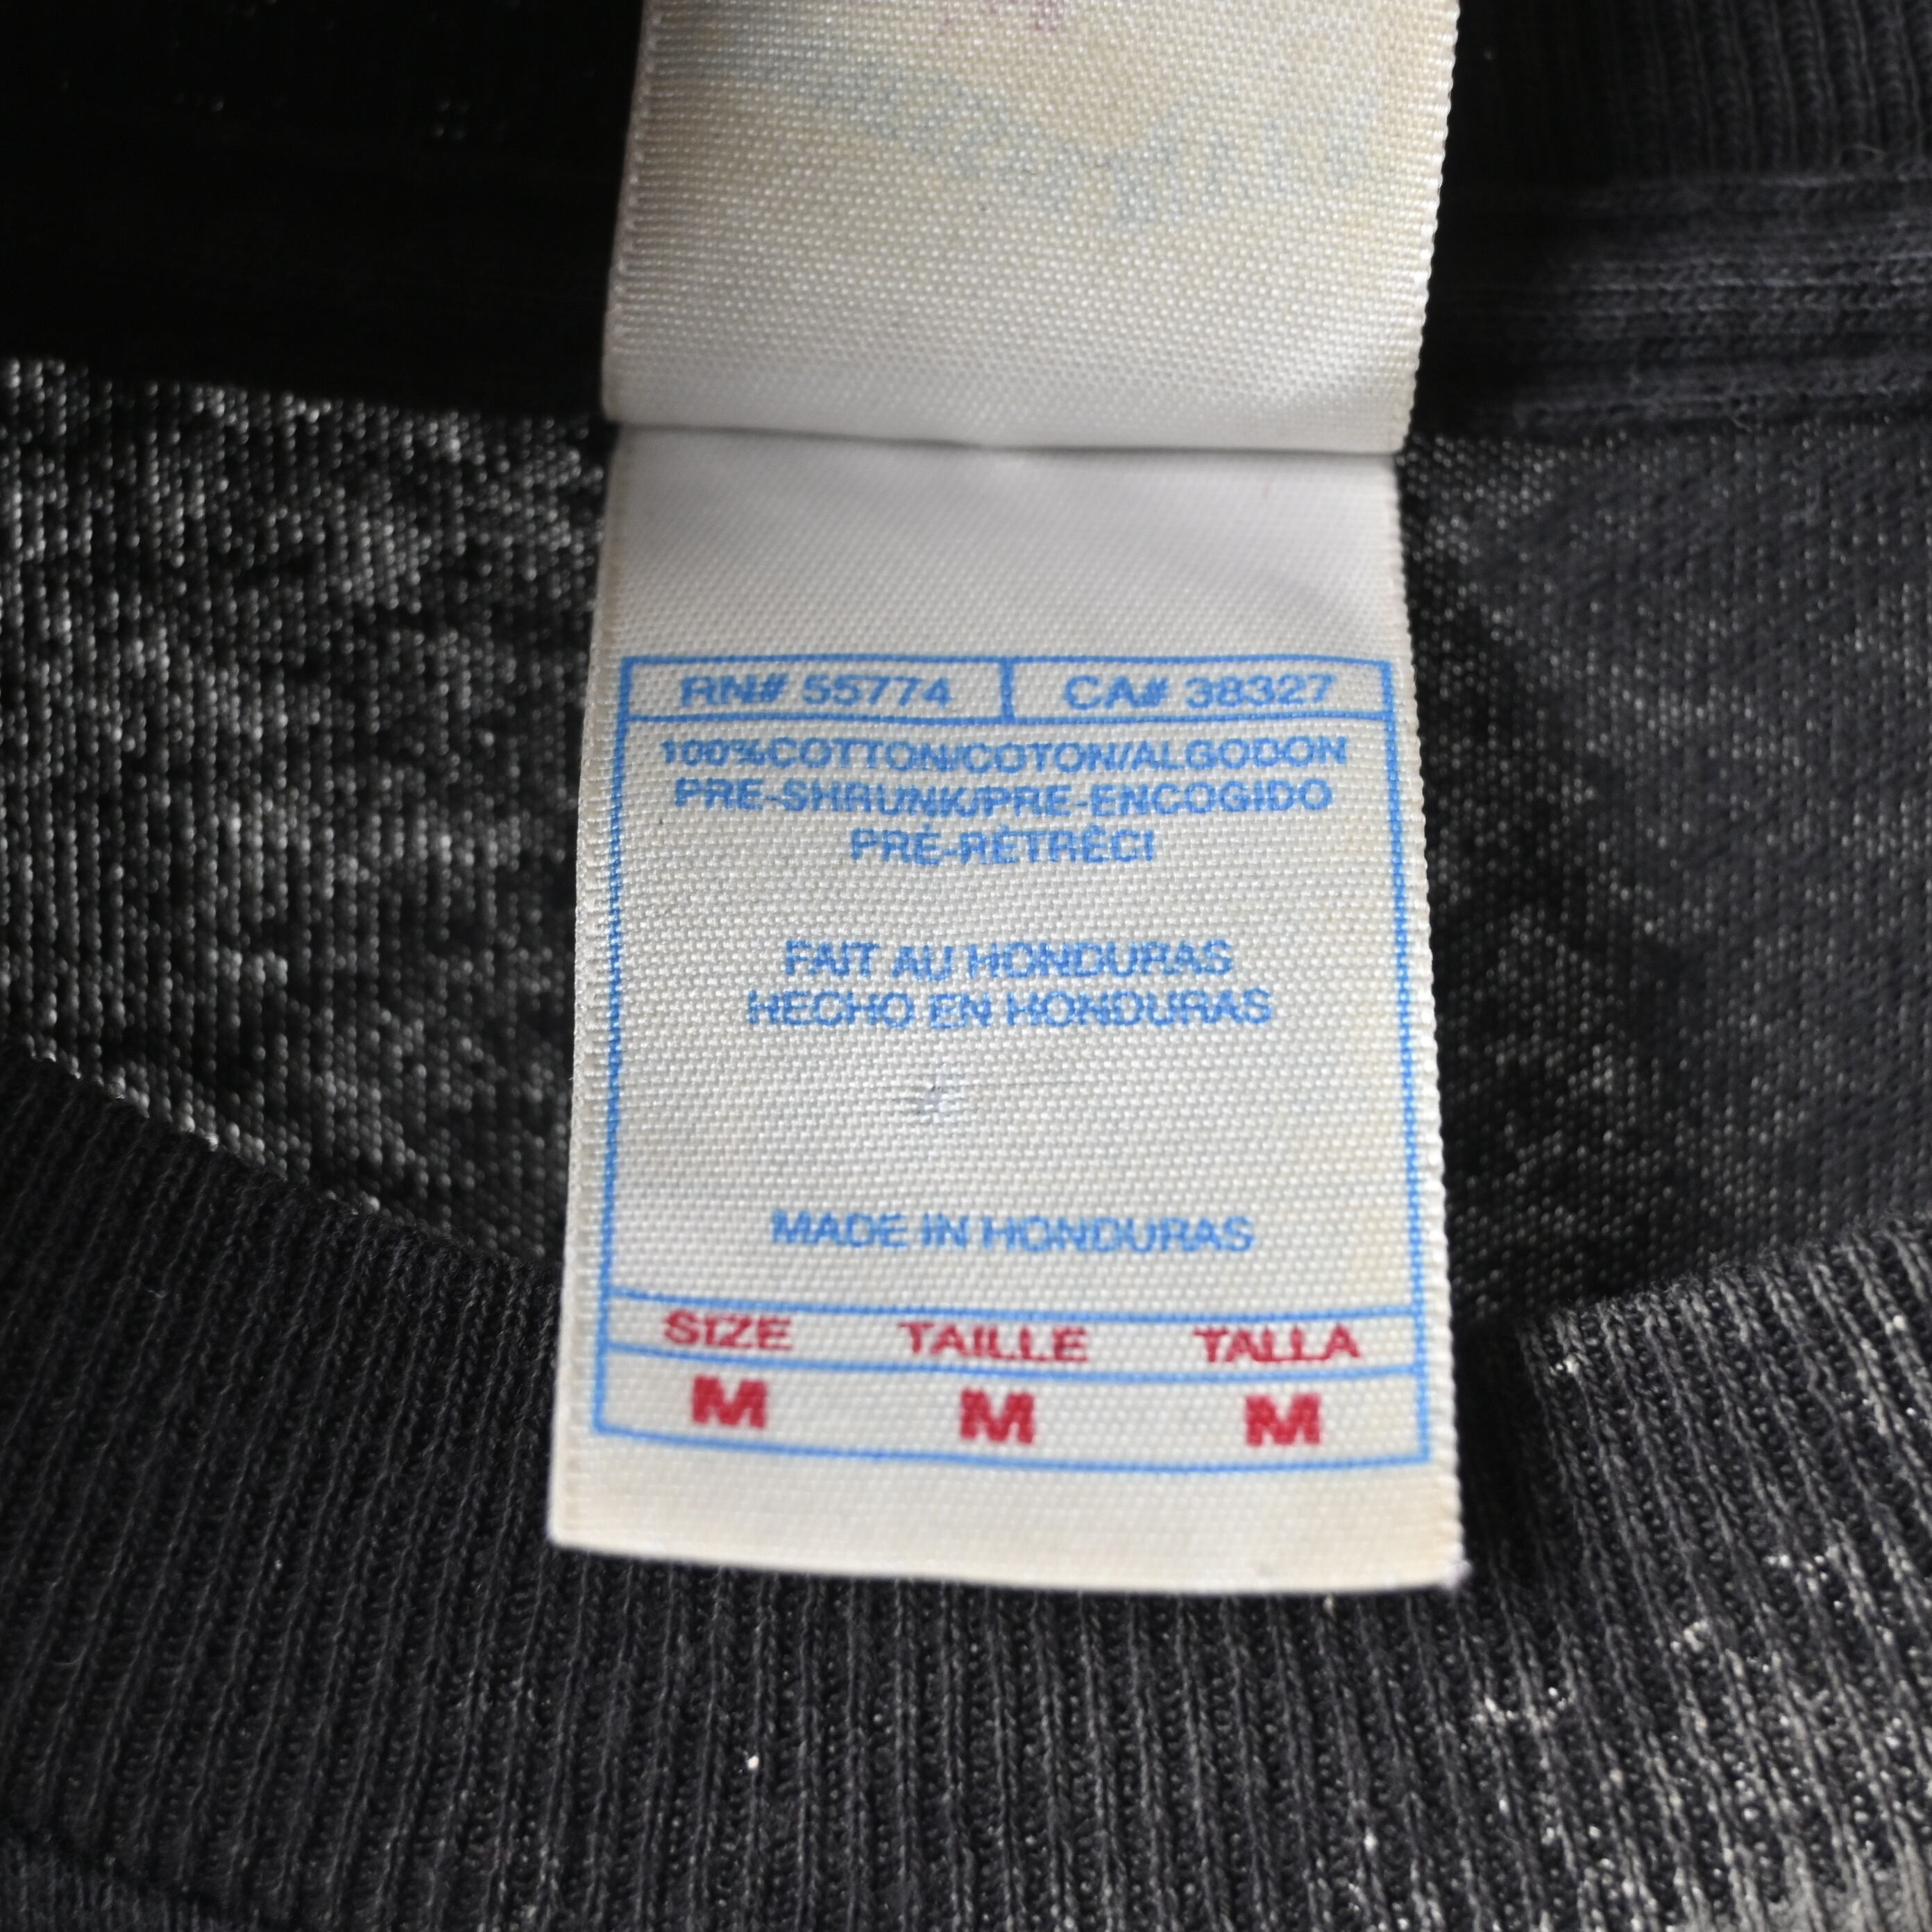 RN# 55774 CA# 38327
100%COTTON/COTON/ALGODON
PRE-SHRUNK/PRE-ENCOGIDO
PRÉ-RÉTRÉCI
FAIT AU HONDURAS
HECHO EN HONDURAS
MADE IN HONDURAS
SIZE TAILLE TALLA
M M M